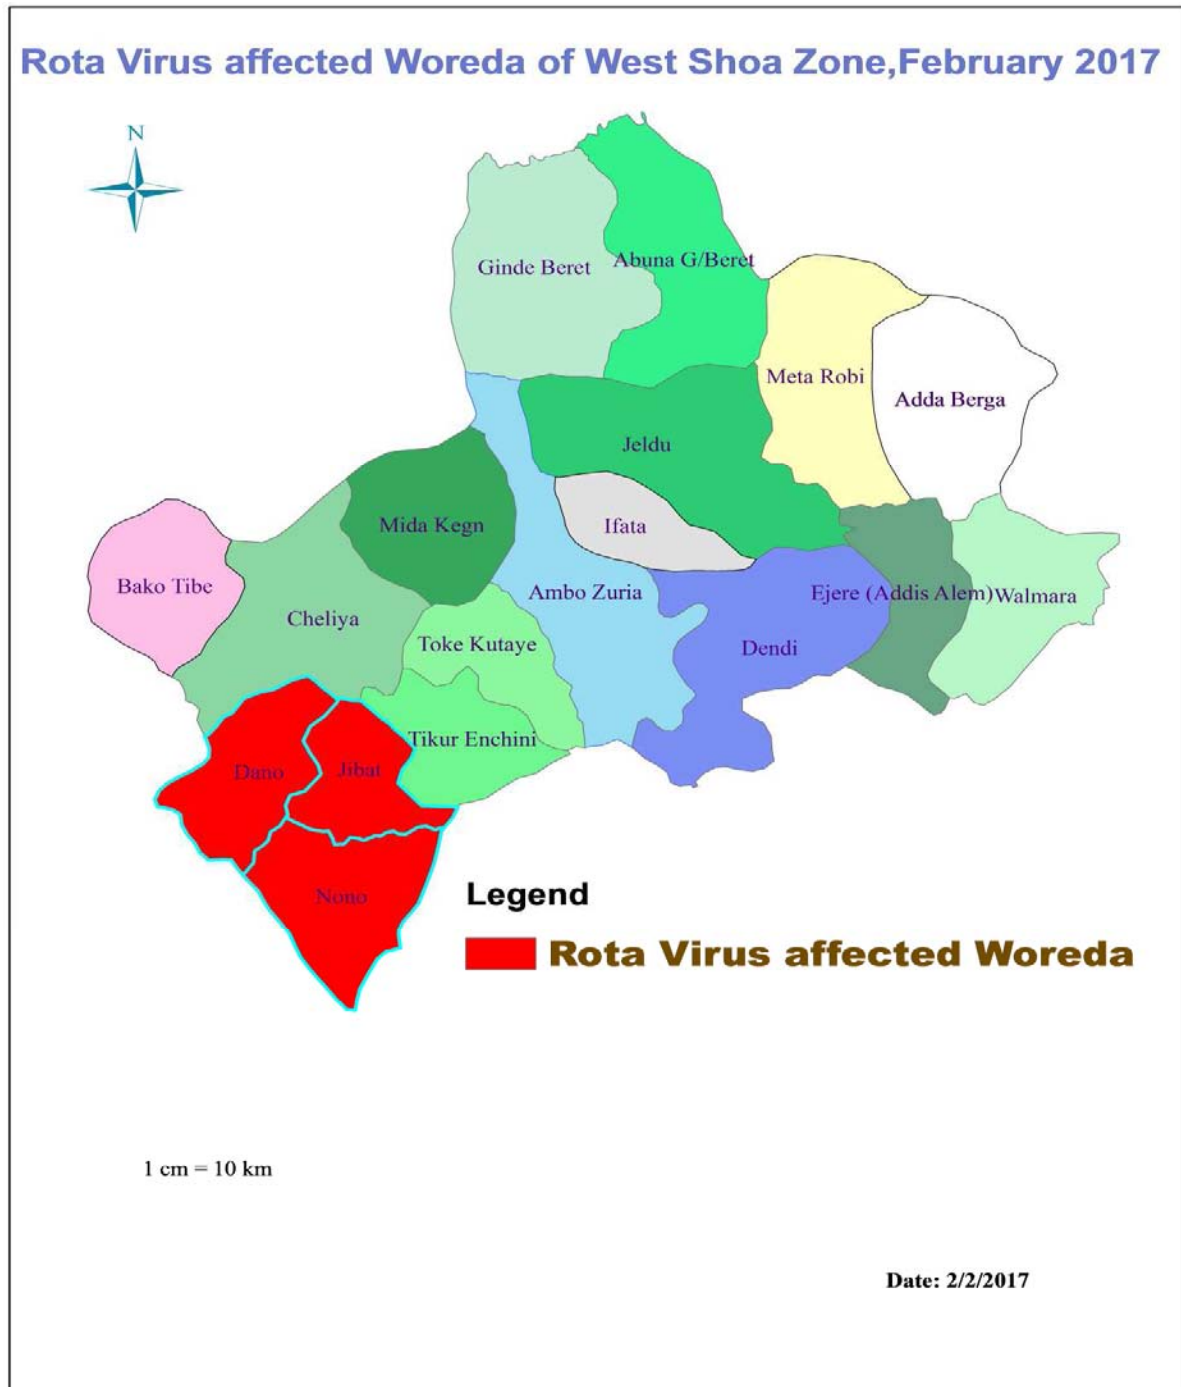 Rota Virus affected Woreda of West Shoa Zone,February 2017
N
Ginde Beret
Abuna G/Beret
Meta Robi
Adda Berga
Jeldu
Mida Kegn
Ifata
Bako Tibe
Cheliya
Ambo Zuria
Ejere (Addis Alem)
Walmara
Toke Kutaye
Dendi
Tikur Enchini
Dano
Jibat
Nono
Legend
Rota Virus affected Woreda
1 cm = 10 km
Date: 2/2/2017